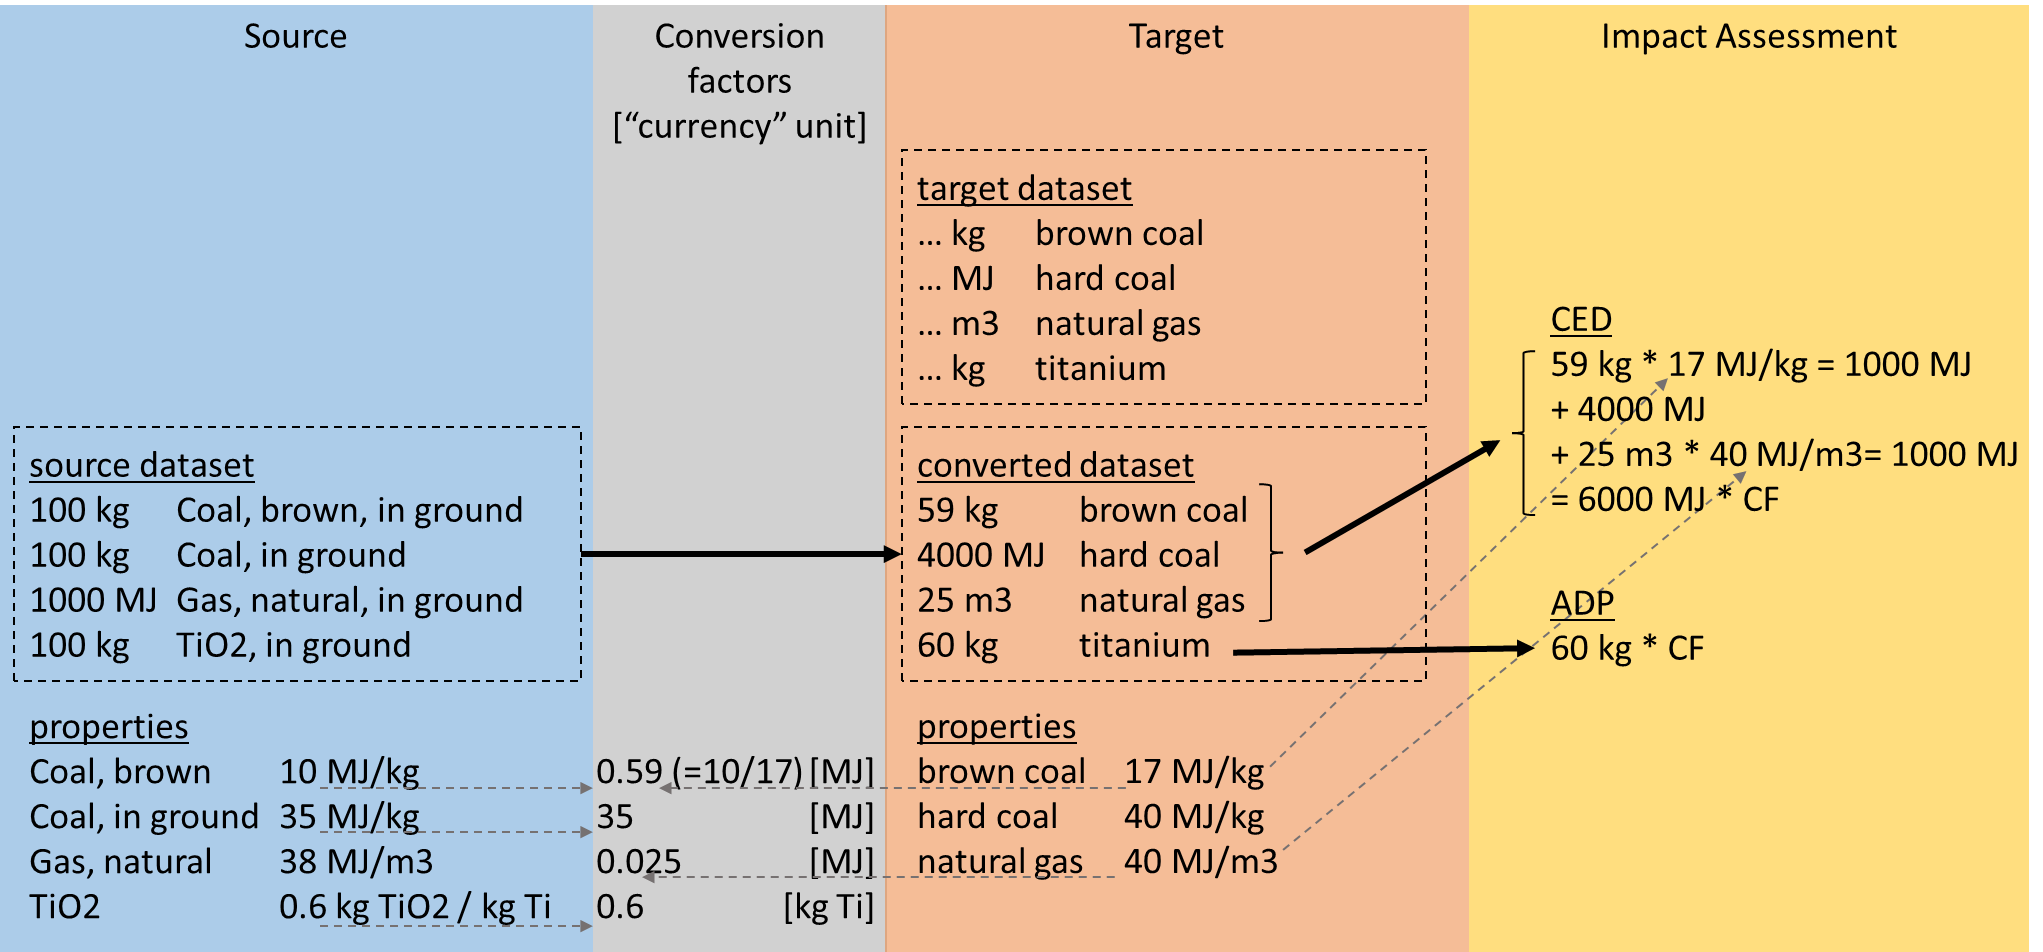 Source
Conversion
factors
[“currency” unit]
Target
Impact Assessment
target dataset
... kg brown coal
... MJ hard coal
... m3 natural gas
... kg titanium
source dataset
100 kg Coal, brown, in ground
100 kg Coal, in ground
1000 MJ Gas, natural, in ground
100 kg TiO2, in ground
converted dataset
59 kg brown coal
4000 MJ hard coal
25 m3 natural gas
60 kg titanium
CED
59 kg * 17 MJ/kg = 1000 MJ
+ 4000 MJ
+ 25 m3 * 40 MJ/m3= 1000 MJ
= 6000 MJ * CF
ADP
60 kg * CF
properties
Coal, brown 10 MJ/kg
Coal, in ground 35 MJ/kg
Gas, natural 38 MJ/m3
TiO2 0.6 kg TiO2 / kg Ti
0.59 (=10/17) [MJ]
35 [MJ]
0.025 [MJ]
0.6 [kg Ti]
properties
brown coal 17 MJ/kg
hard coal 40 MJ/kg
natural gas 40 MJ/m3